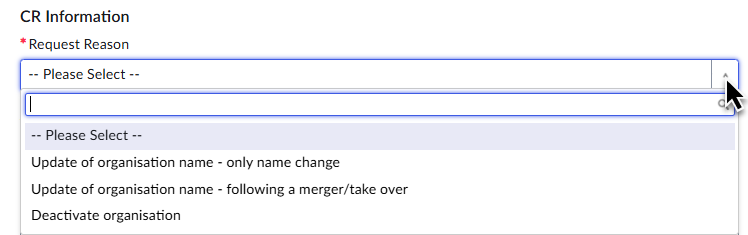 CR Information
* Request Reason
-- Please Select --
-- Please Select --
Update of organisation name - only name change
Update of organisation name - following a merger/take over
Deactivate organisation